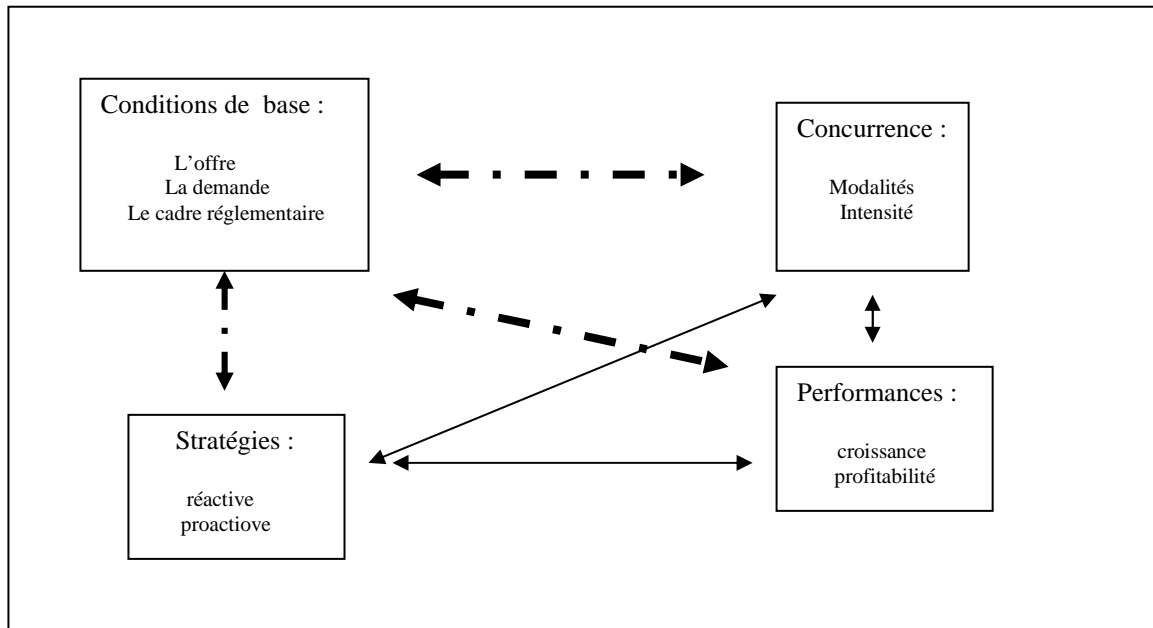 Conditions de base :
L'offre
La demande
Le cadre réglementaire
Concurrence :
Modalités
Intensité
Stratégies :
réactive
proactiove
Performances :
croissance
profitabilité